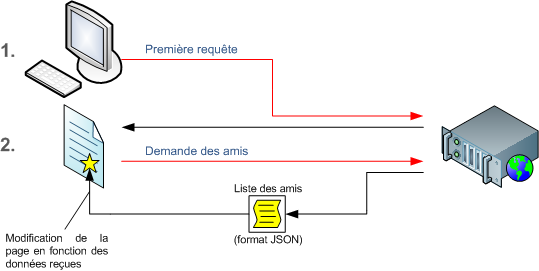 1.
Première requête
2.
Demande des amis
Liste des amis
(format JSON)
Modification de la
page en fonction des
données reçues